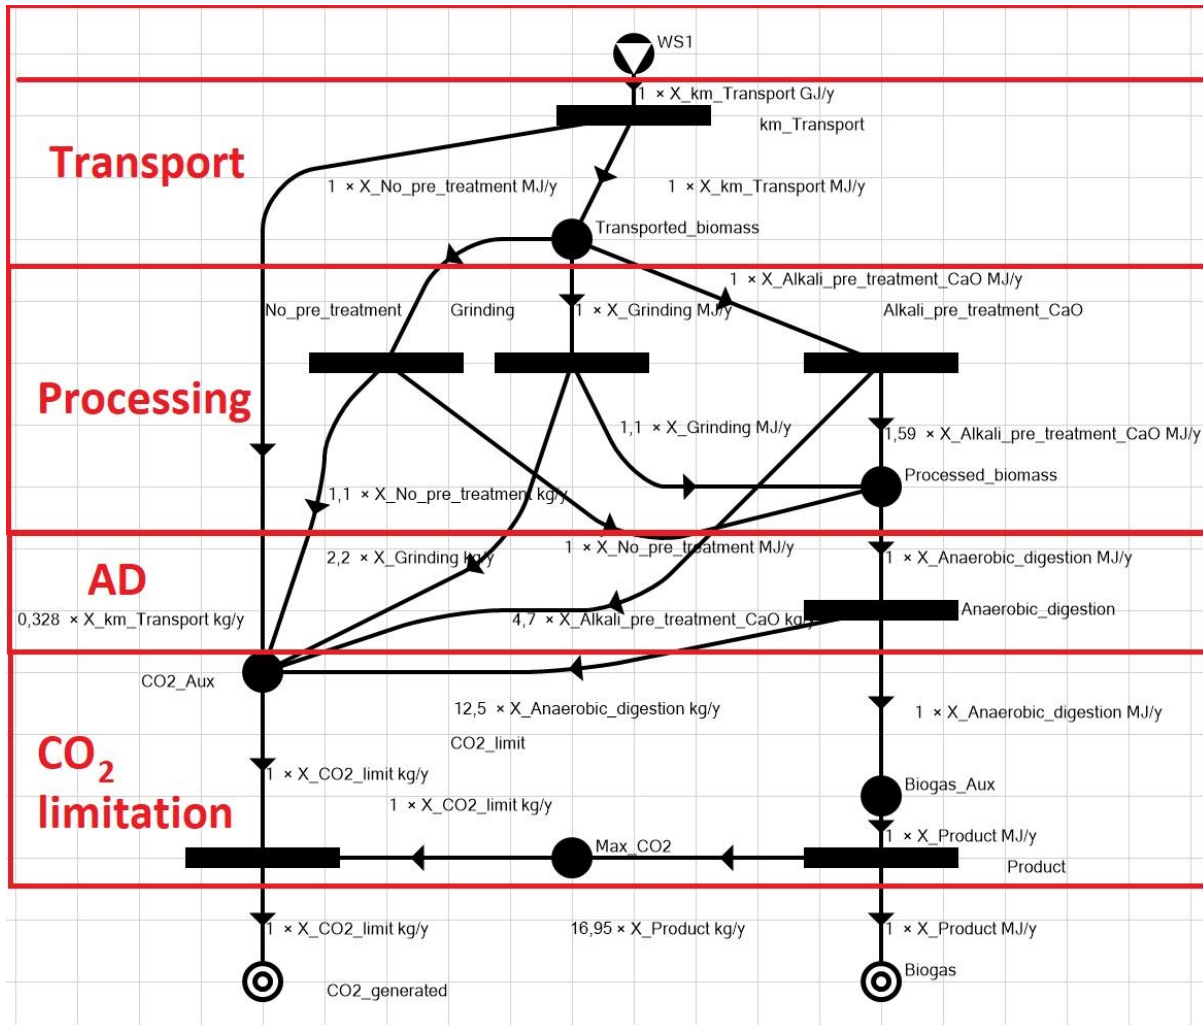 WS1
1 × X_km_Transport GJ/y
km_Transport
Transport
1 × X_No_pre_treatment MJ/y
1 × X_km_Transport MJ/y
Transported_biomass
1 × X_Alkali_pre_treatment_CaO MJ/y
No_pre_treatment
Grinding
1 × X_Grinding MJ/y
Alkali_pre_treatment_CaO
Processing
1,1 × X_Grinding MJ/y
1,59 × X_Alkali_pre_treatment_CaO MJ/y
Processed_biomass
1,1 × X_No_pre_treatment kg/y
2,2 × X_Grinding kg/y
1 × X_No_pre_treatment MJ/y
1 × X_Anaerobic_digestion MJ/y
AD
0,328 × X_km_Transport kg/y
4,7 × X_Alkali_pre_treatment_CaO kg/y
Anaerobic_digestion
CO2_Aux
12,5 × X_Anaerobic_digestion kg/y
1 × X_Anaerobic_digestion MJ/y
CO2_limit
CO₂
limitation
1 × X_CO2_limit kg/y
Biogas_Aux
1 × X_CO2_limit kg/y
1 × X_Product MJ/y
Max_CO2
Product
1 × X_CO2_limit kg/y
16,95 × X_Product kg/y
1 × X_Product MJ/y
CO2_generated
Biogas